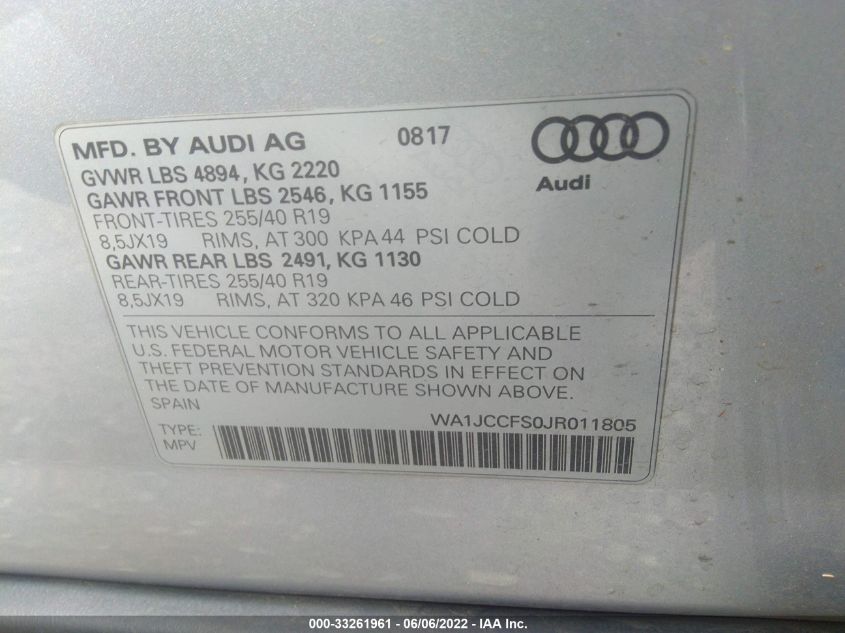 MFD. BY AUDI AG 0817
Audi
GVWR LBS 4894, KG 2220
GAWR FRONT LBS 2546, KG 1155
FRONT-TIRES 255/40 R19
8,5JX19 RIMS, AT 300 KPA 44 PSI COLD
GAWR REAR LBS 2491, KG 1130
REAR-TIRES 255/40 R19
8,5JX19 RIMS, AT 320 KPA 46 PSI COLD
THIS VEHICLE CONFORMS TO ALL APPLICABLE
U.S. FEDERAL MOTOR VEHICLE SAFETY AND
THEFT PREVENTION STANDARDS IN EFFECT ON
THE DATE OF MANUFACTURE SHOWN ABOVE.
SPAIN
WA1JCCFS0JR011805
TYPE:
MPV
000-33261961 - 06/06/2022 - IAA Inc.